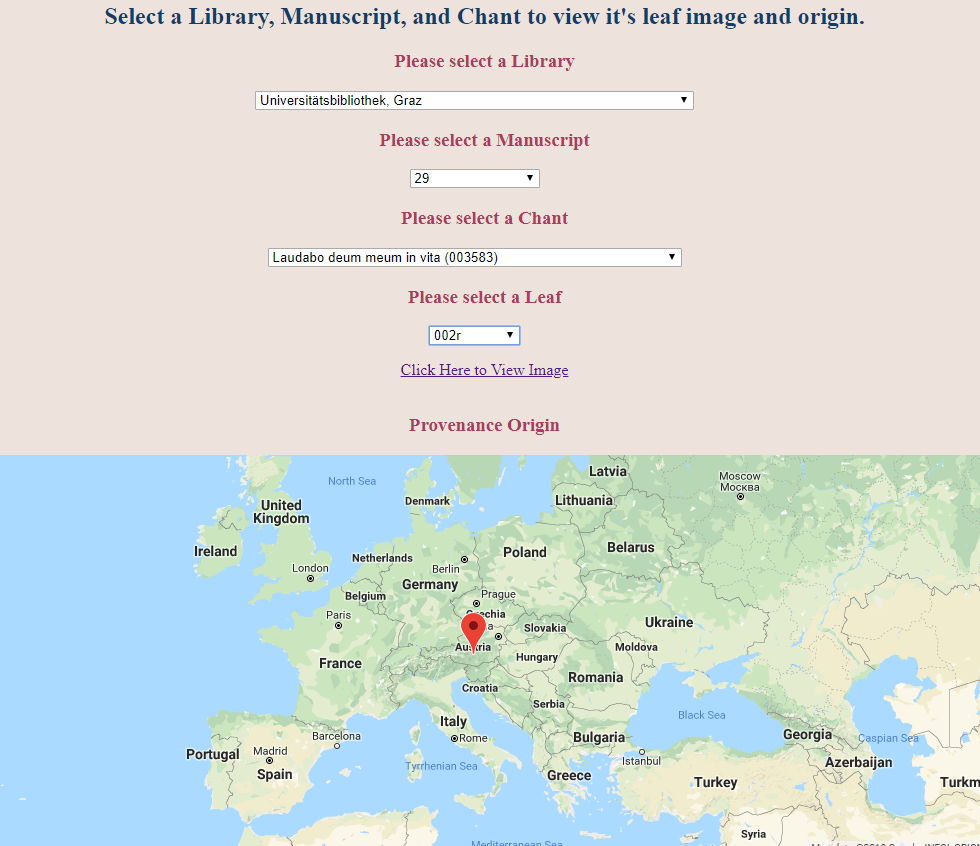 Select a Library, Manuscript, and Chant to view it's leaf image and origin.
Please select a Library
Universitätsbibliothek, Graz
Please select a Manuscript
29
Please select a Chant
Laudabo deum meum in vita (003583)
Please select a Leaf
002r
Click Here to View Image
Provenance Origin
Latvia
Moscow
Москва
North Sea
Denmark
Lithuania
United
Kingdom
Ireland
Netherlands
Poland
Belarus
London
Berlin
Germany
Belgium
Prague
Paris
Slovakia
Ukraine
Austria
Moldova
Hungary
France
Romania
Croatia
Serbia
Black Sea
Italy
Barcelona
Rome
Bulgaria
Georgia
Caspian Sea
Portugal
Madrid
Istanbul
Azerbaijan
Spain
Tyrrhenian Sea
Greece
Turkey
Syria
Mediterranean Sea